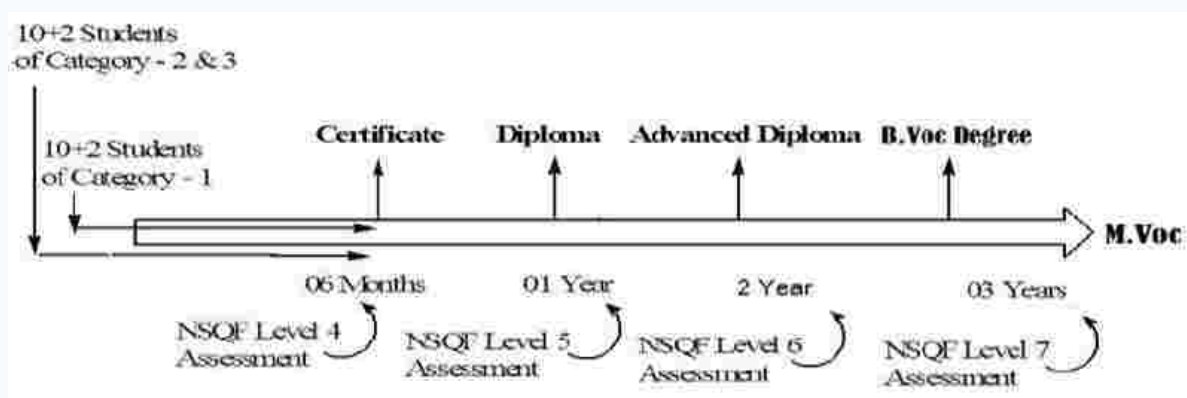 10+2 Students
of Category - 2 & 3
10+2 Students
of Category - 1
Certificate
Diploma
Advanced Diploma
B.Voc Degree
M.Voc
06 Months
01 Year
2 Year
03 Years
NSQF Level 4
Assessment
NSQF Level 5
Assessment
NSQF Level 6
Assessment
NSQF Level 7
Assessment